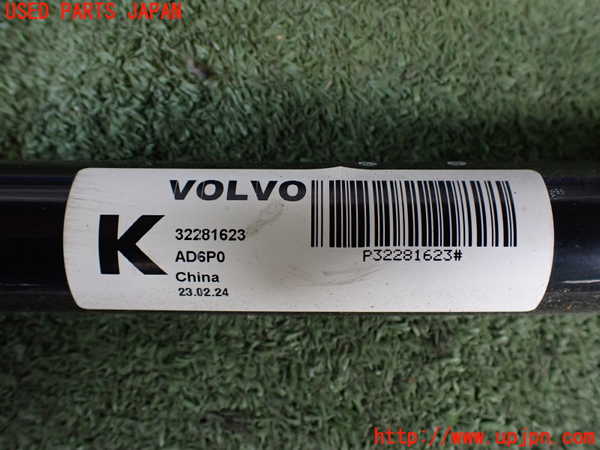 USED PARTS JAPAN
VOLVO
K
32281623
AD6P0
China
23.02.24
P32281623#
http://www.upjpn.com/